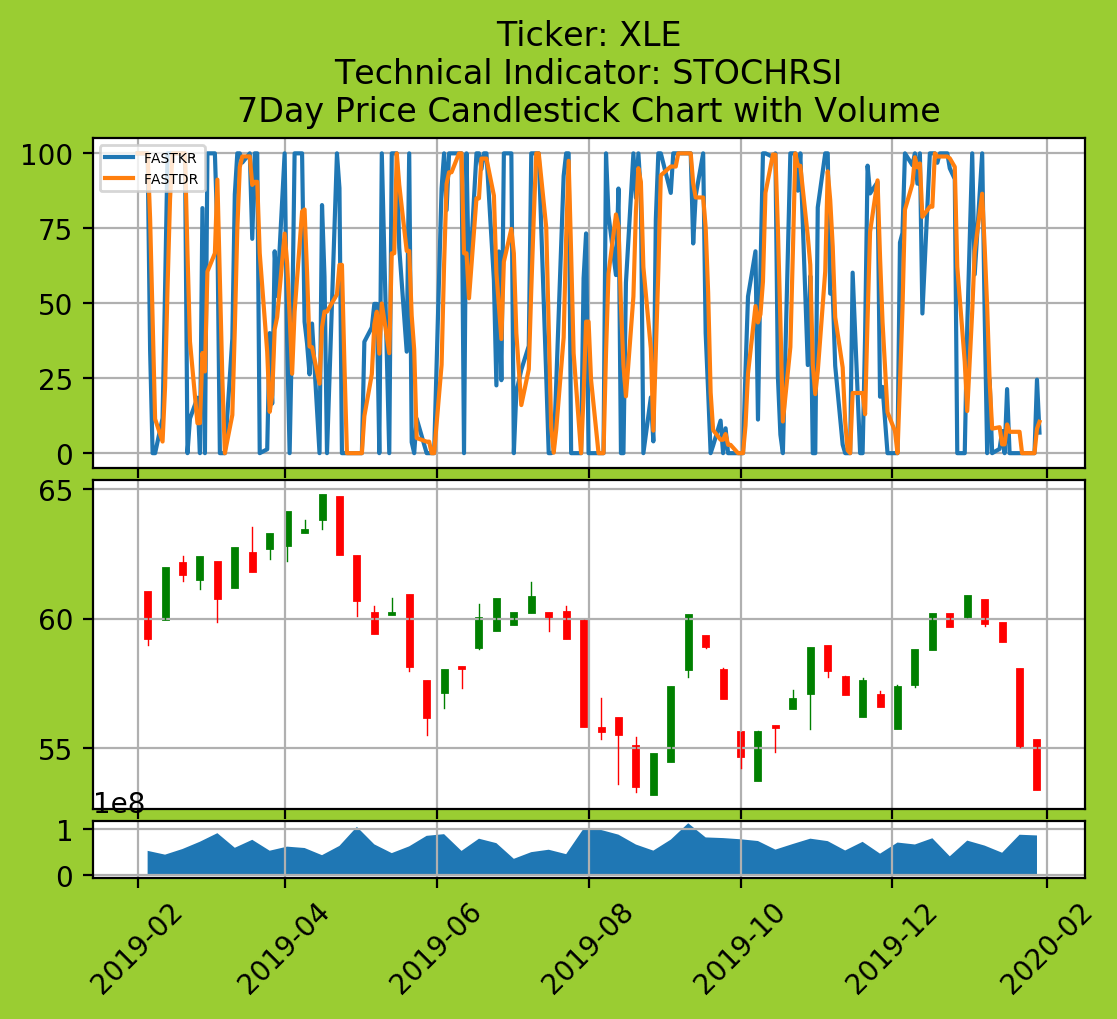 Ticker: XLE
Technical Indicator: STOCHRSI
7Day Price Candlestick Chart with Volume
FASTKR
FASTDR
100
75
50
25
0
65
60
55
1e8
1
0
2019-02
2019-04
2019-06
2019-08
2019-10
2019-12
2020-02